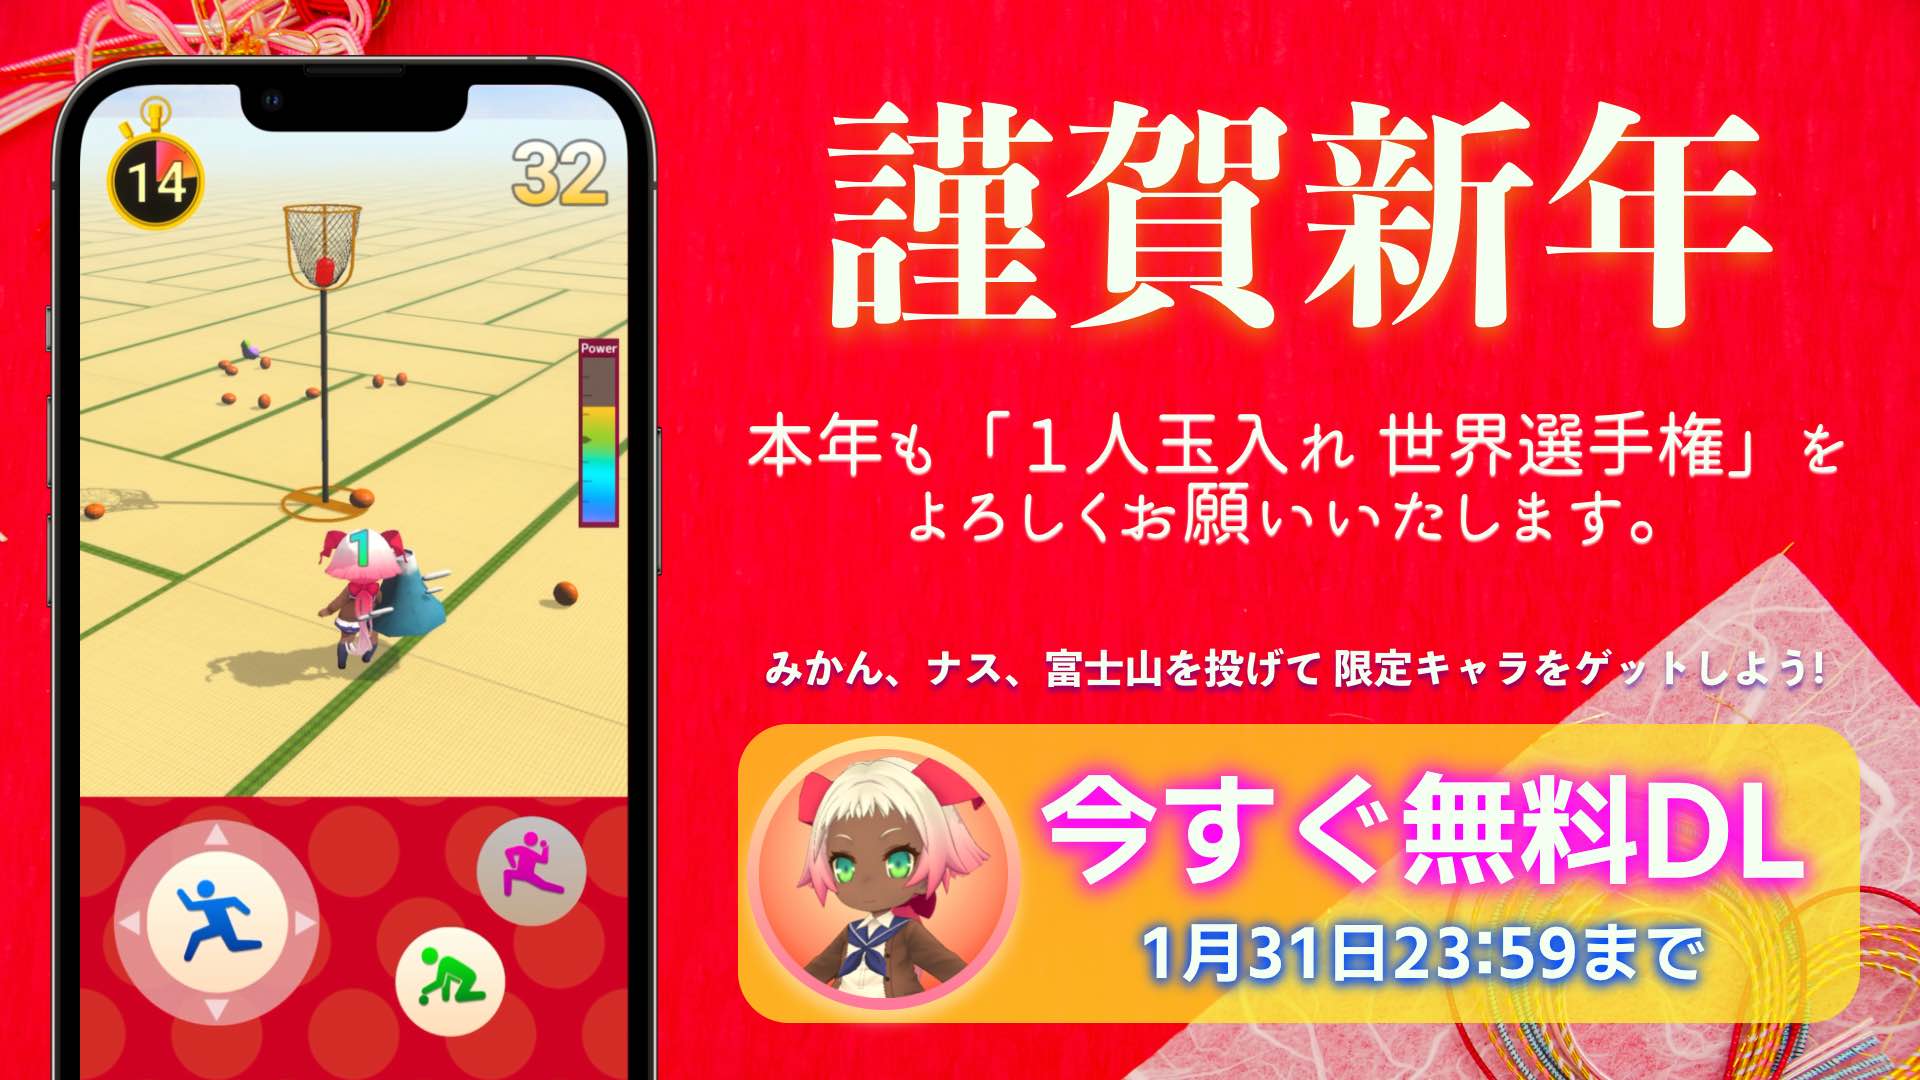 14
32
Power
1
謹賀新年
本年も「１人玉入れ 世界選手権」を
よろしくお願いいたします。
みかん、ナス、富士山を投げて 限定キャラをゲットしよう!
今すぐ無料DL
1月31日23:59まで